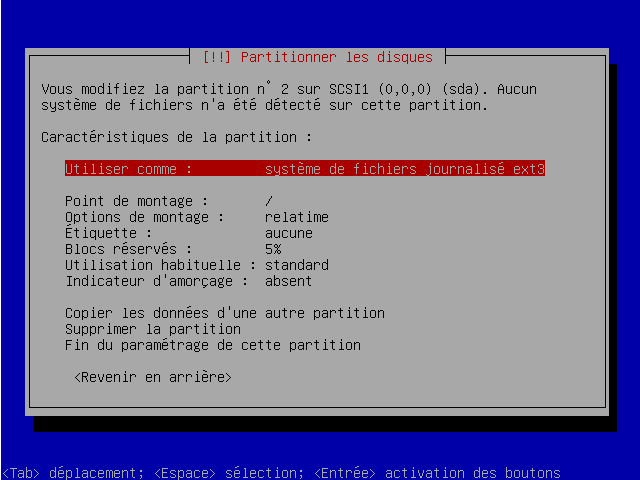 [!!] Partitionner les disques
Vous modifiez la partition n° 2 sur SCSI1 (0,0,0) (sda). Aucun
système de fichiers n'a été détecté sur cette partition.
Caractéristiques de la partition :
Utiliser comme : système de fichiers journalisé ext3
Point de montage : /
Options de montage : relatime
Étiquette : aucune
Blocs réservés : 5%
Utilisation habituelle : standard
Indicateur d'amorçage : absent
Copier les données d'une autre partition
Supprimer la partition
Fin du paramétrage de cette partition
<Revenir en arrière>
<Tab> déplacement; <Espace> sélection; <Entrée> activation des boutons